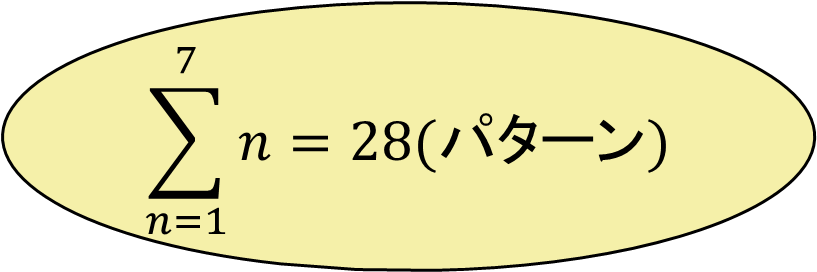 7
∑ n = 28(パターン)
n=1